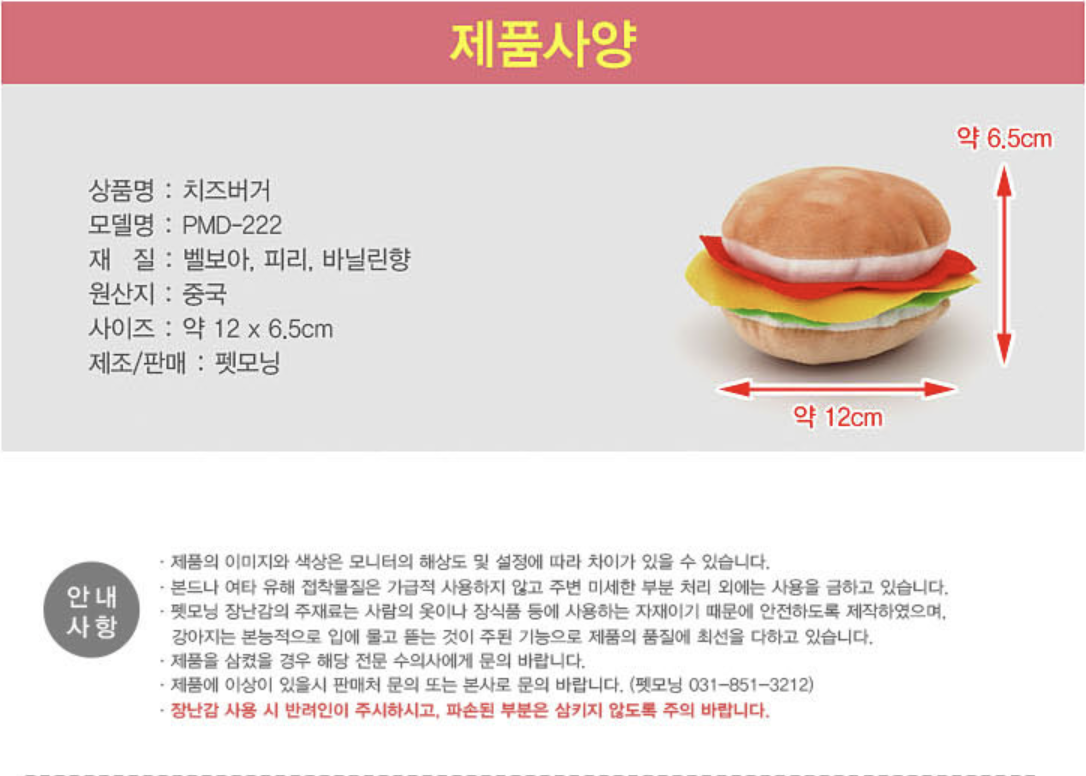 제품사양
약 6.5cm
상품명 : 치즈버거
모델명 : PMD-222
재 질 : 벨보아, 피리, 바닐린향
원산지 : 중국
사이즈 : 약 12 x 6.5cm
제조/판매 : 펫모닝
약 12cm
안내
사항
· 제품의 이미지와 색상은 모니터의 해상도 및 설정에 따라 차이가 있을 수 있습니다.
· 본드나 여타 유해 접착물질은 가급적 사용하지 않고 주변 미세한 부분 처리 외에는 사용을 금하고 있습니다.
· 펫모닝 장난감의 주재료는 사람의 옷이나 장식품 등에 사용하는 자재이기 때문에 안전하도록 제작하였으며,
강아지는 본능적으로 입에 물고 뜯는 것이 주된 기능으로 제품의 품질에 최선을 다하고 있습니다.
· 제품을 삼켰을 경우 해당 전문 수의사에게 문의 바랍니다.
· 제품에 이상이 있을시 판매처 문의 또는 본사로 문의 바랍니다. (펫모닝 031-851-3212)
· 장난감 사용 시 반려인이 주시하시고, 파손된 부분은 삼키지 않도록 주의 바랍니다.